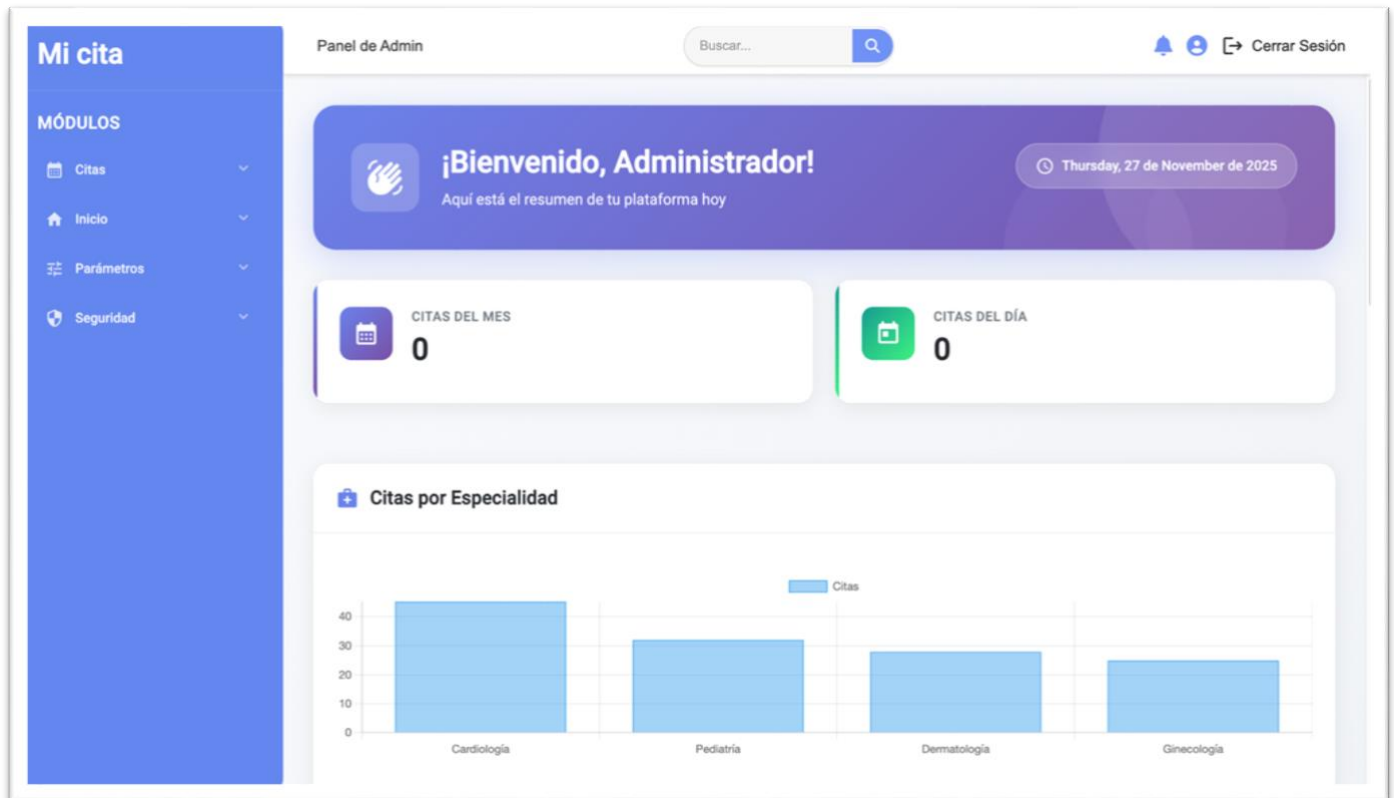 Mi cita
Panel de Admin
Buscar...
Cerrar Sesión
MÓDULOS
Citas
Inicio
Parámetros
Seguridad
¡Bienvenido, Administrador!
Aquí está el resumen de tu plataforma hoy
Thursday, 27 de November de 2025
CITAS DEL MES
0
CITAS DEL DÍA
0
Citas por Especialidad
Citas
40
30
20
10
0
Cardiología
Pediatría
Dermatología
Ginecología